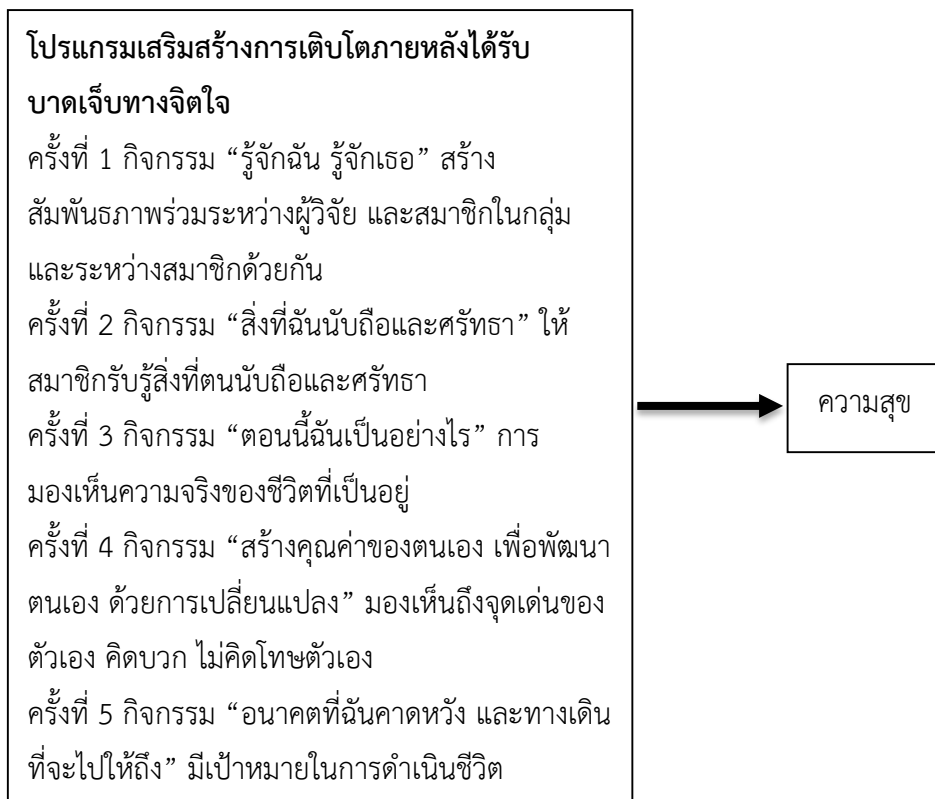 โปรแกรมเสริมสร้างการเติบโตภายหลังได้รับ
บาดเจ็บทางจิตใจ
ครั้งที่ 1 กิจกรรม “รู้จักฉัน รู้จักเธอ” สร้าง
สัมพันธภาพร่วมระหว่างผู้วิจัย และสมาชิกในกลุ่ม
และระหว่างสมาชิกด้วยกัน
ครั้งที่ 2 กิจกรรม “สิ่งที่ฉันนับถือและศรัทธา” ให้
สมาชิกรับรู้สิ่งที่ตนนับถือและศรัทธา
ครั้งที่ 3 กิจกรรม “ตอนนี้ฉันเป็นอย่างไร” การ
มองเห็นความจริงของชีวิตที่เป็นอยู่
ครั้งที่ 4 กิจกรรม “สร้างคุณค่าของตนเอง เพื่อพัฒนา
ตนเอง ด้วยการเปลี่ยนแปลง” มองเห็นถึงจุดเด่นของ
ตัวเอง คิดบวก ไม่คิดโทษตัวเอง
ครั้งที่ 5 กิจกรรม “อนาคตที่ฉันคาดหวัง และทางเดิน
ที่จะไปให้ถึง” มีเป้าหมายในการดำเนินชีวิต
ความสุข